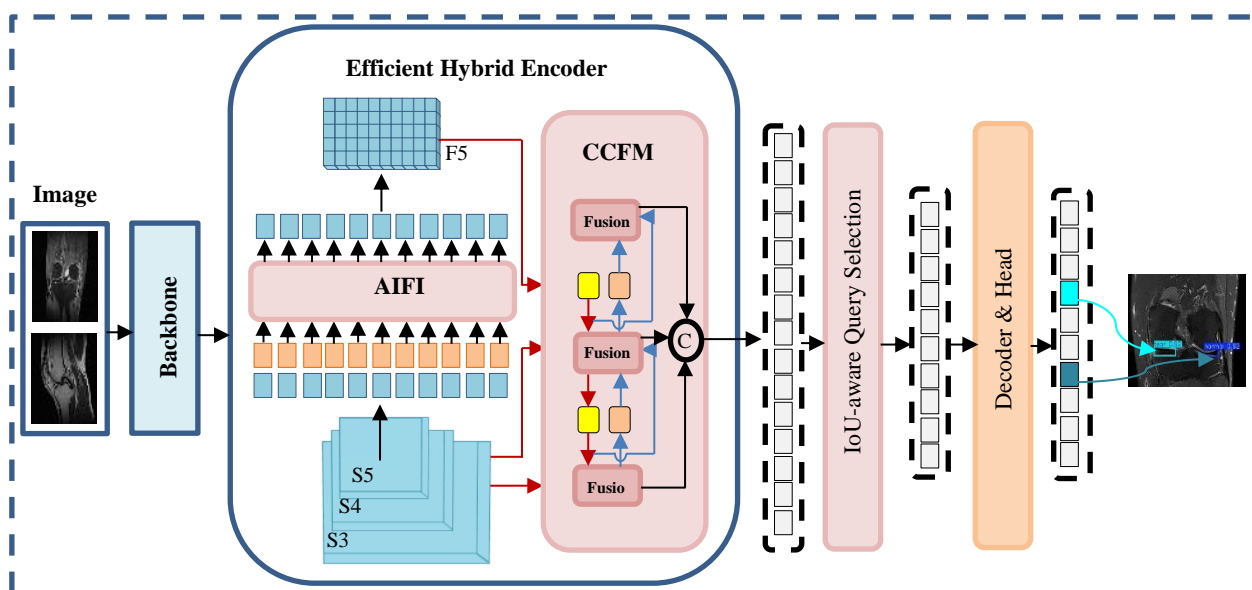 Efficient Hybrid Encoder
F5
CCFM
Image
Fusion
AIFI
Backbone
Fusion
C
S5
S4
S3
Fusio
IoU-aware Query Selection
Decoder & Head